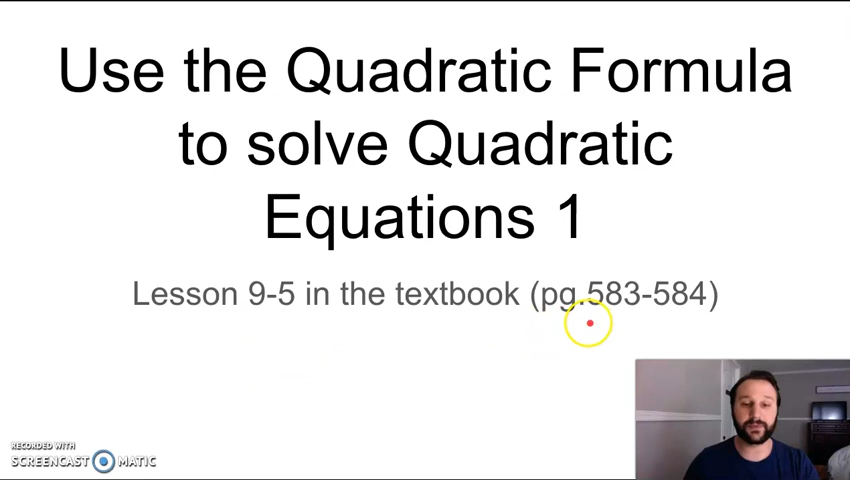 Use the Quadratic Formula
to solve Quadratic
Equations 1
Lesson 9-5 in the textbook (pg.583-584)
RECORDED WITH
SCREENCAST MATIC